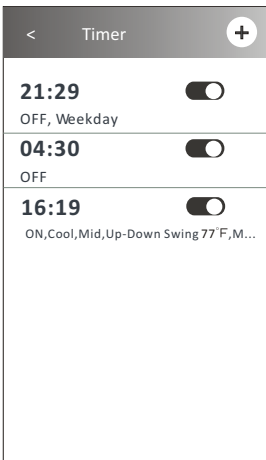 < Timer +
21:29
OFF, Weekday
04:30
OFF
16:19
ON,Cool,Mid,Up-Down Swing 77°F,M...